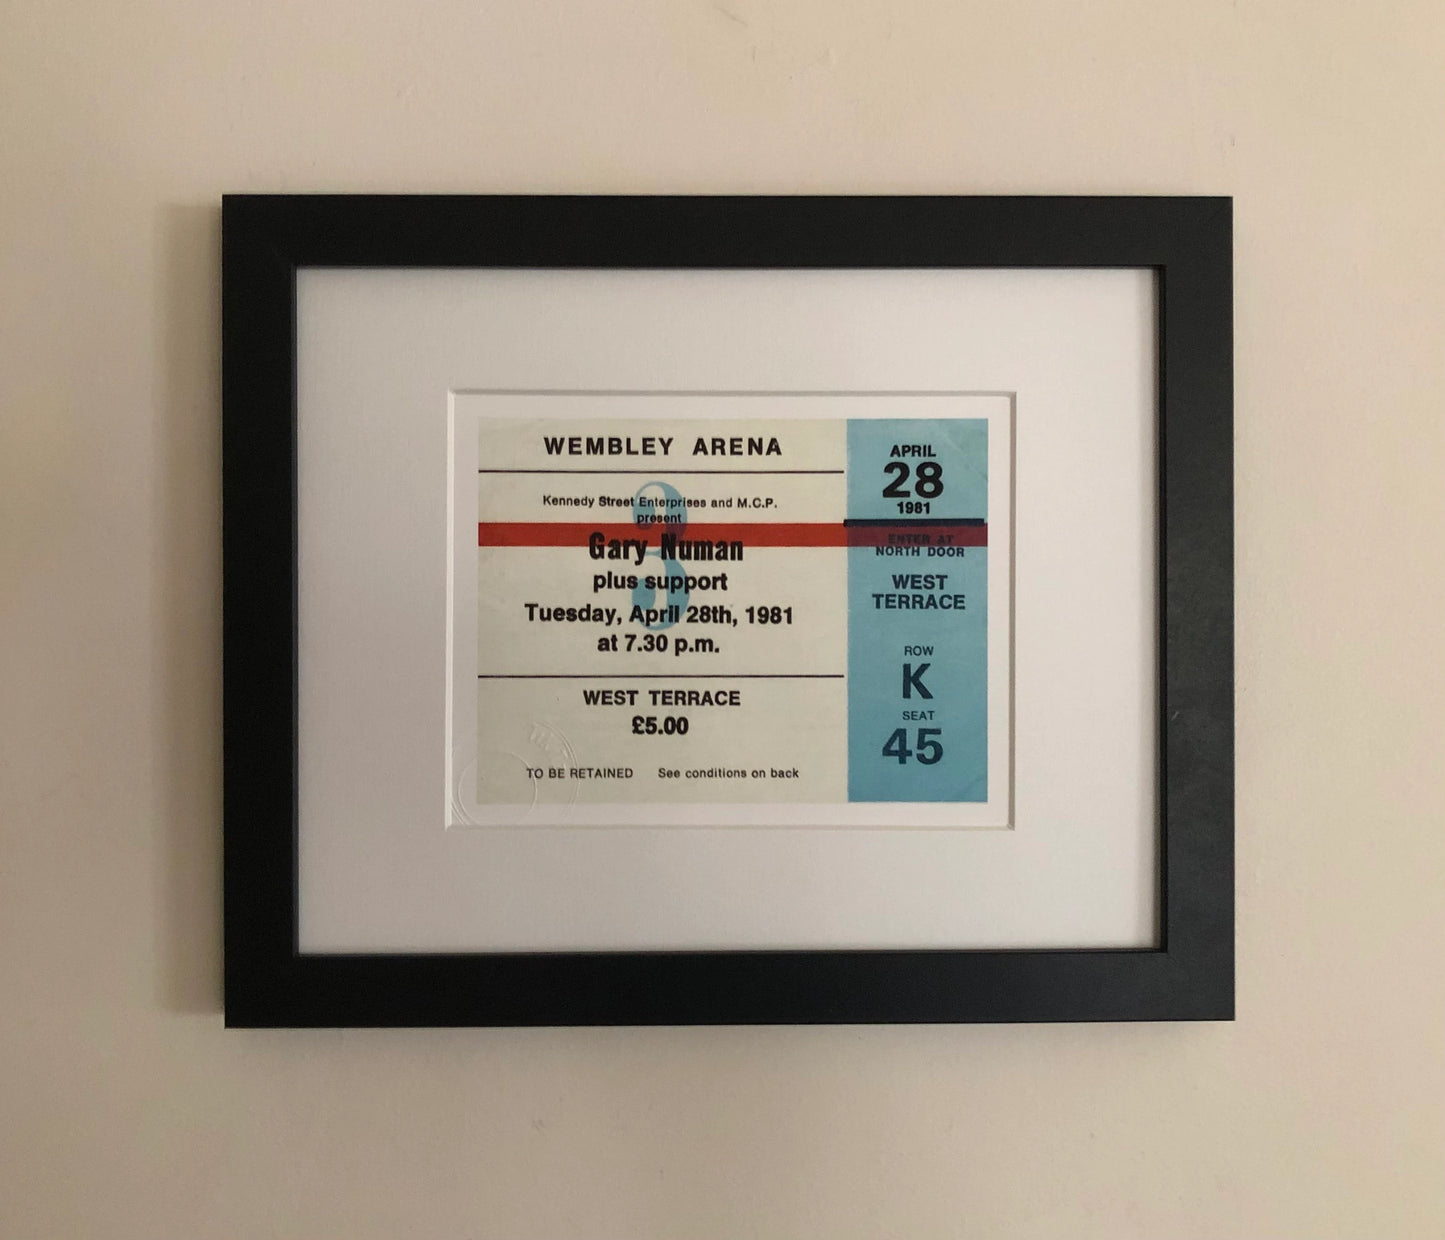 WEMBLEY ARENA
Kennedy Street Enterprises and M.C.P.
present
3
Gary Numan
plus support
Tuesday, April 28th, 1981
at 7.30 p.m.
WEST TERRACE
£5.00
TO BE RETAINED See conditions on back
APRIL
28
1981
ENTER AT
NORTH DOOR
WEST
TERRACE
ROW
K
SEAT
45